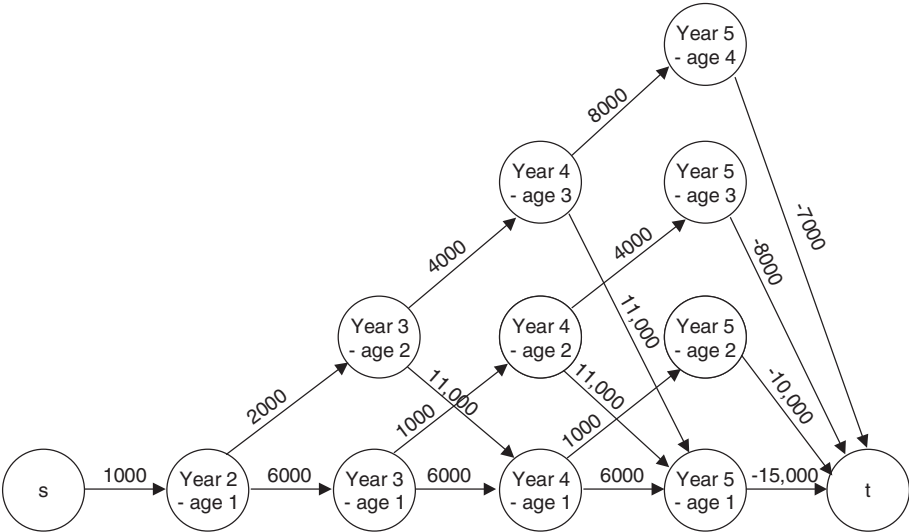 Year 5
- age 4
8000
Year 4
- age 3
Year 5
- age 3
-7000
4000
4000
-8000
11,000
Year 3
- age 2
Year 4
- age 2
Year 5
- age 2
2000
11,000
1000
11,000
1000
-10,000
s
1000
Year 2
- age 1
6000
Year 3
- age 1
6000
Year 4
- age 1
6000
Year 5
- age 1
-15,000
t